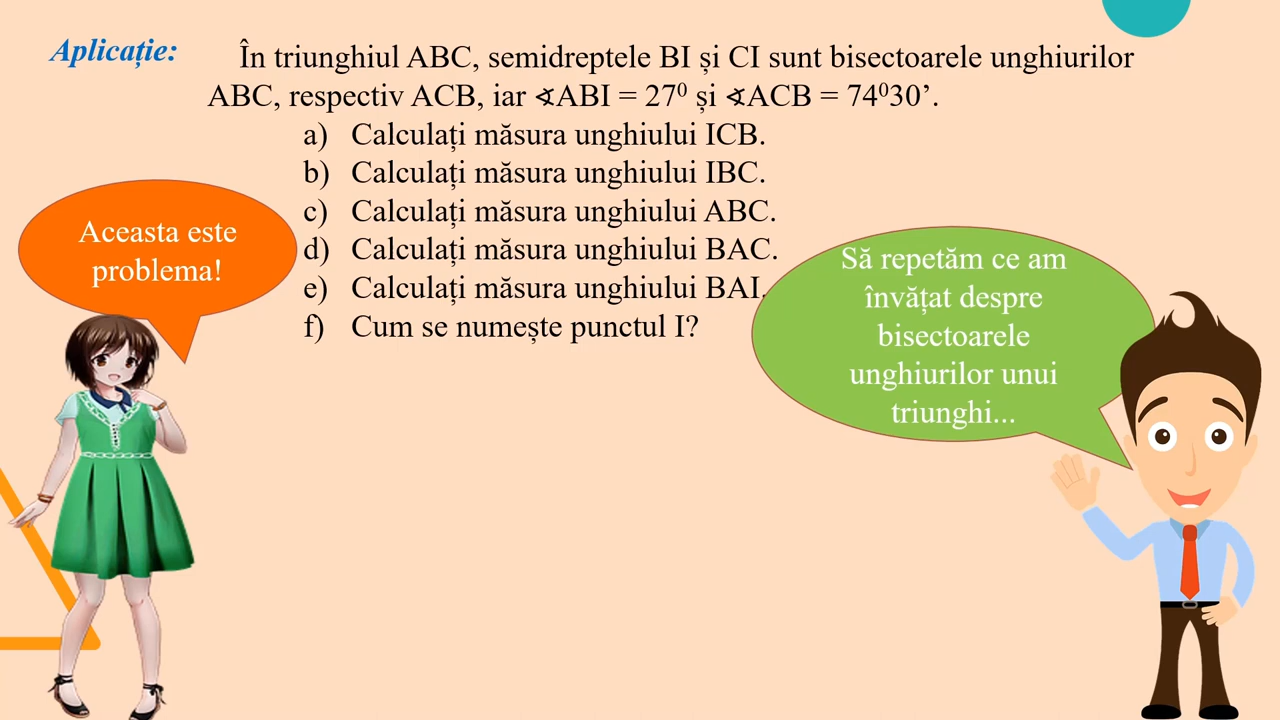 Aplicație:
În triunghiul ABC, semidreptele BI și CI sunt bisectoarele unghiurilor
ABC, respectiv ACB, iar ∢ABI = 27⁰ și ∢ACB = 74⁰30’.
a) Calculați măsura unghiului ICB.
b) Calculați măsura unghiului IBC.
c) Calculați măsura unghiului ABC.
d) Calculați măsura unghiului BAC.
e) Calculați măsura unghiului BAI.
f) Cum se numește punctul I?
Aceasta este
problema!
Să repetăm ce am
învățat despre
bisectoarele
unghiurilor unui
triunghi...